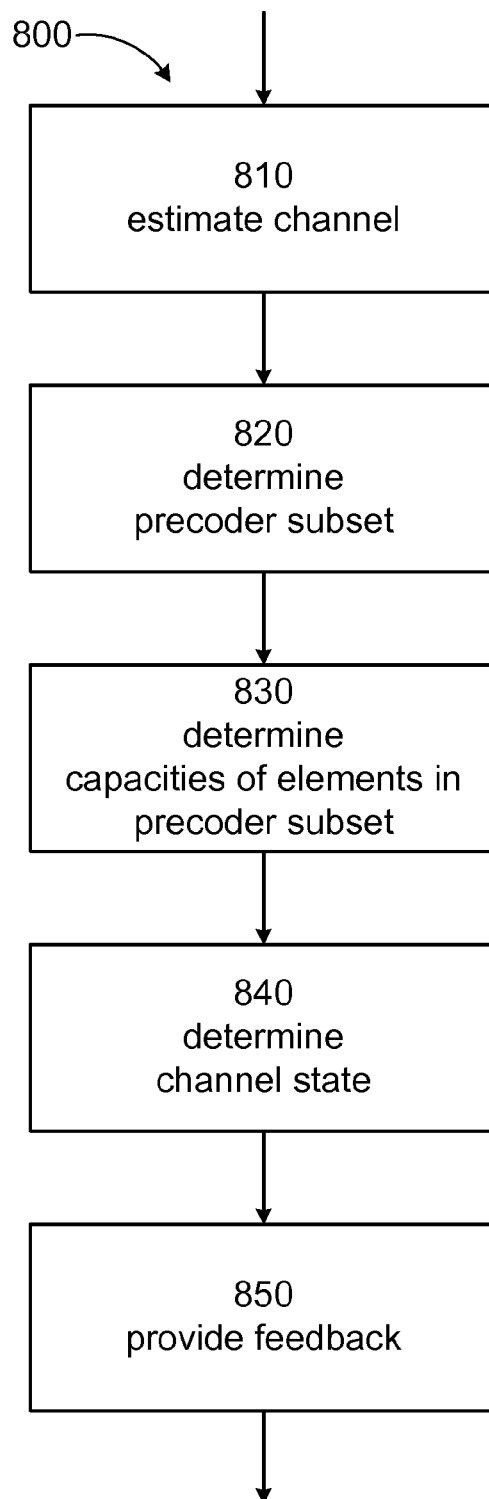 800
810
estimate channel
820
determine
precoder subset
830
determine
capacities of elements in
precoder subset
840
determine
channel state
850
provide feedback